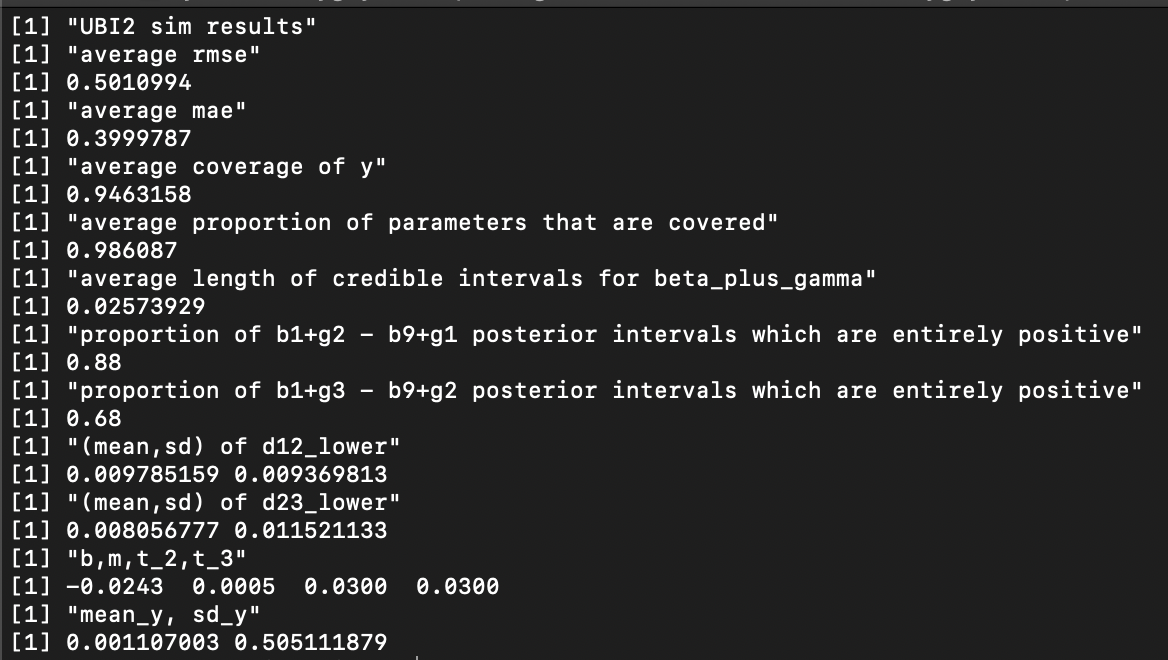 [1] "UBI2 sim results"
[1] "average rmse"
[1] 0.5010994
[1] "average mae"
[1] 0.3999787
[1] "average coverage of y"
[1] 0.9463158
[1] "average proportion of parameters that are covered"
[1] 0.986087
[1] "average length of credible intervals for beta_plus_gamma"
[1] 0.02573929
[1] "proportion of b1+g2 - b9+g1 posterior intervals which are entirely positive"
[1] 0.88
[1] "proportion of b1+g3 - b9+g2 posterior intervals which are entirely positive"
[1] 0.68
[1] "(mean,sd) of d12_lower"
[1] 0.009785159 0.009369813
[1] "(mean,sd) of d23_lower"
[1] 0.008056777 0.011521133
[1] "b,m,t_2,t_3"
[1] -0.0243  0.0005  0.0300  0.0300
[1] "mean_y, sd_y"
[1] 0.001107003 0.505111879